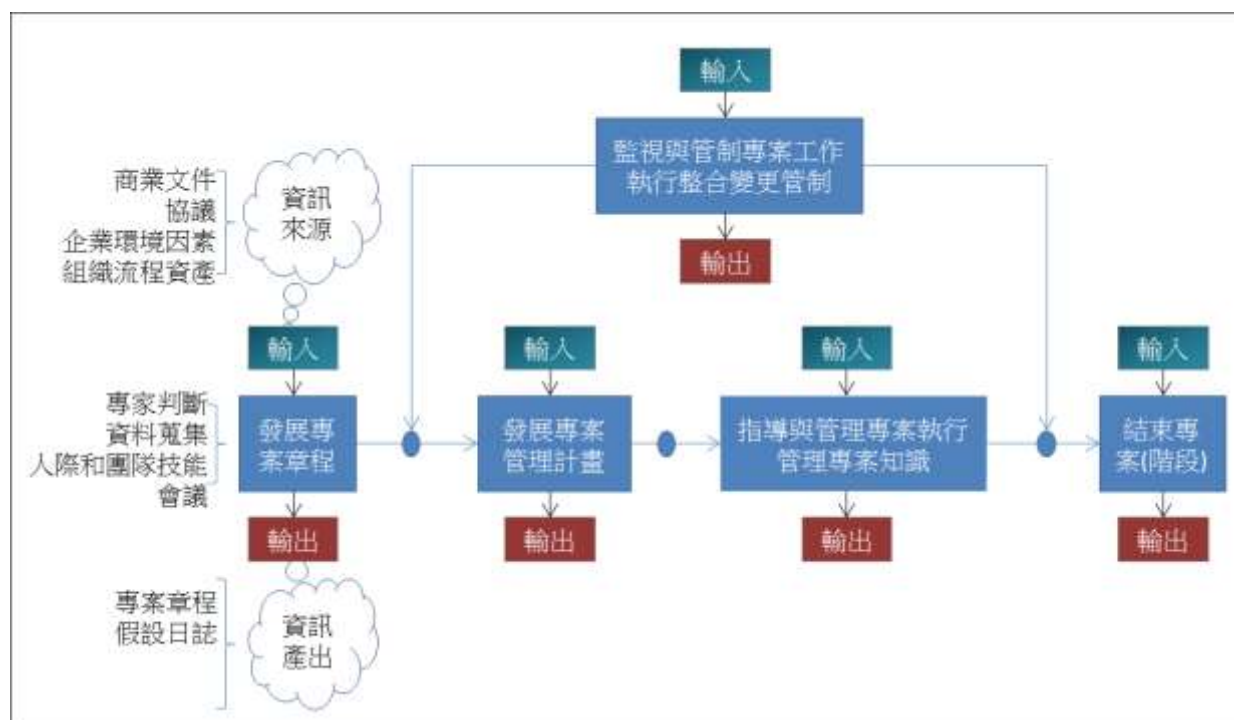 輸入
監視與管制專案工作
執行整合變更管制
輸出
商業文件
協議
企業環境因素
組織流程資產
資訊
來源
輸入
輸入
輸入
輸入
專家判斷
資料蒐集
人際和團隊技能
會議
發展專
案章程
發展專案
管理計畫
指導與管理專案執行
管理專案知識
結束專
案(階段)
輸出
輸出
輸出
輸出
專案章程
假設日誌
資訊
產出